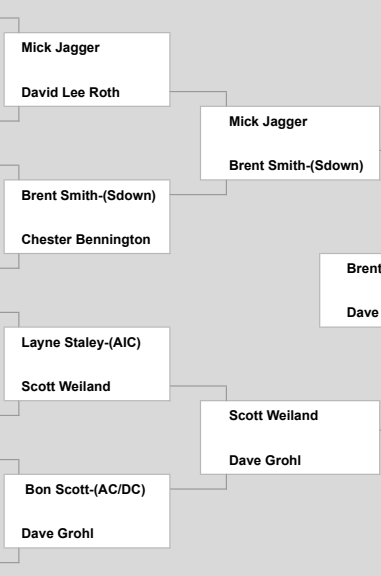 Mick Jagger
David Lee Roth
Brent Smith-(Sdown)
Chester Bennington
Layne Staley-(AIC)
Scott Weiland
Bon Scott-(AC/DC)
Dave Grohl
Mick Jagger
Brent Smith-(Sdown)
Scott Weiland
Dave Grohl
Brent
Dave